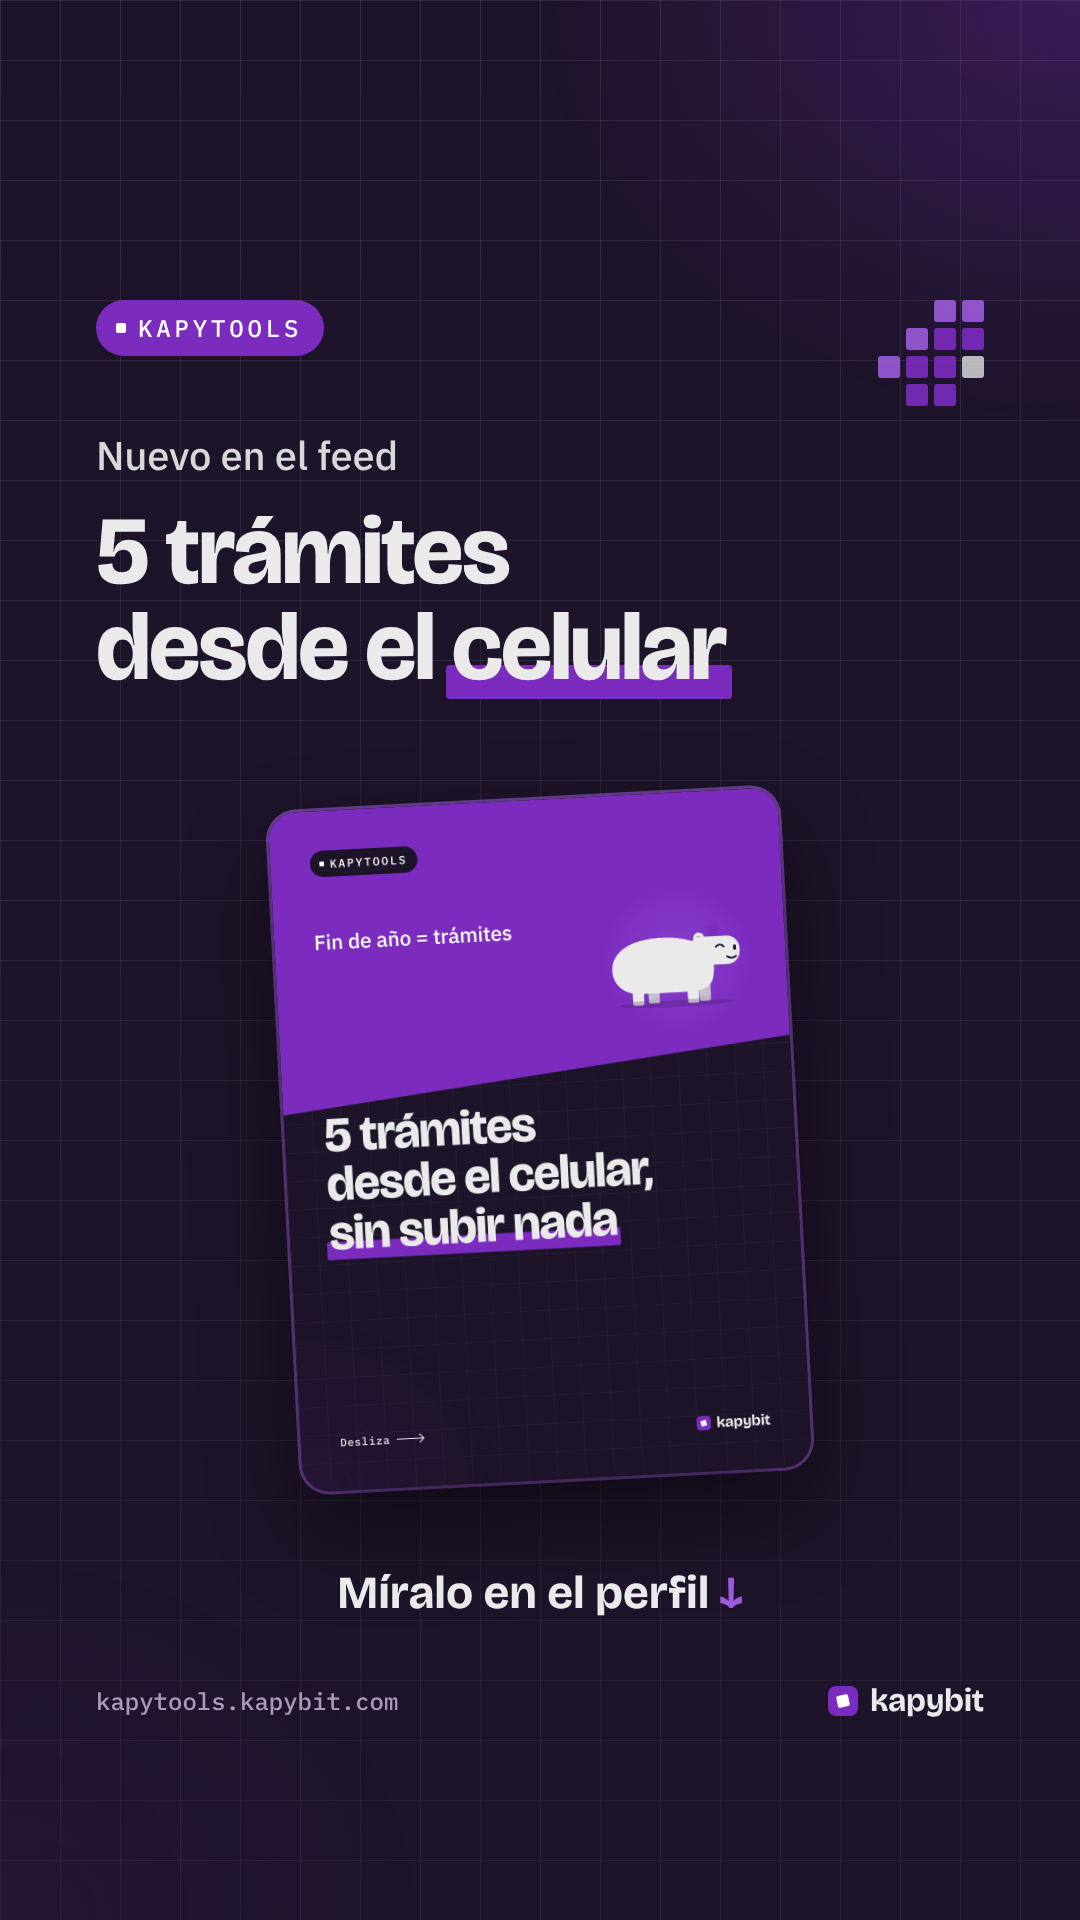 KAPYTOOLS
Nuevo en el feed
5 trámites
desde el celular
KAPYTOOLS
Fin de año = trámites
5 trámites
desde el celular,
sin subir nada
Desliza
kapybit
Míralo en el perfil ↓
kapytools.kapybit.com
kapybit